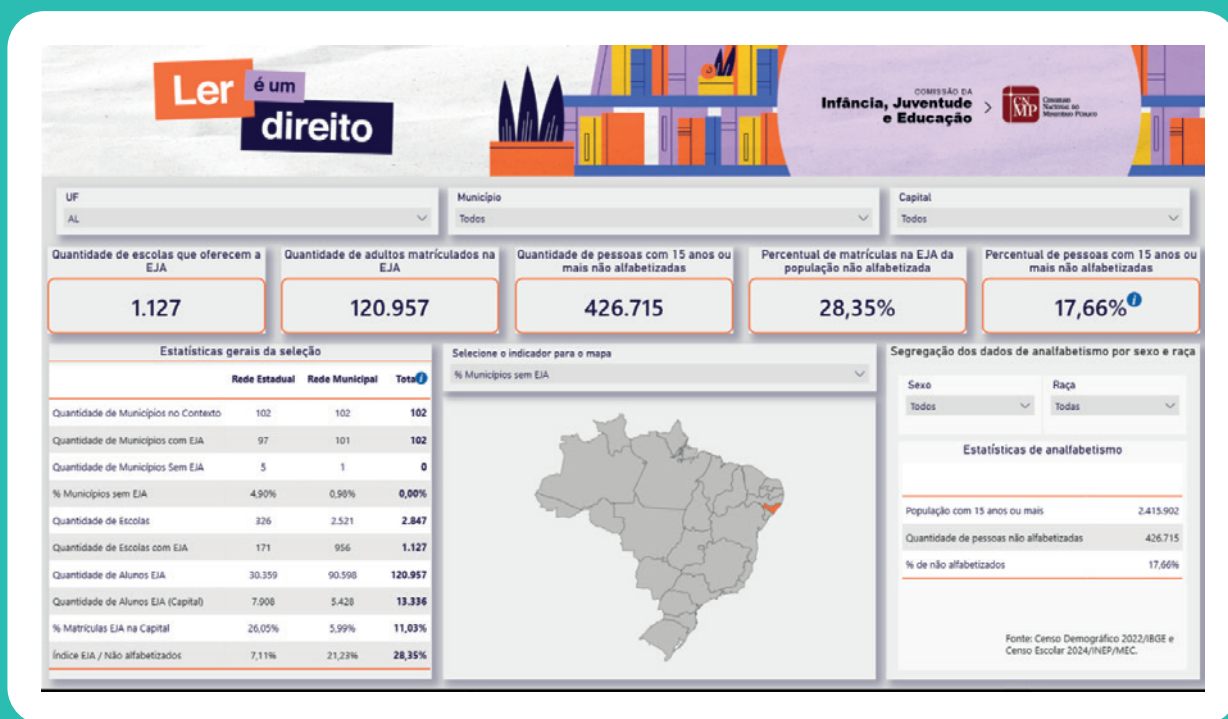 Ler é um
direito
COMISSÃO DA
Infância, Juventude
e Educação
>
CN
MP
Conselho
Nacional do
Ministério Público
UF
AL
Município
Todos
Capital
Todos
Quantidade de escolas que oferecem a
EJA
1.127
Quantidade de adultos matrículados na
EJA
120.957
Quantidade de pessoas com 15 anos ou
mais não alfabetizadas
426.715
Percentual de matrículas na EJA da
população não alfabetizada
28,35%
Percentual de pessoas com 15 anos ou
mais não alfabetizadas
17,66% i
Estatísticas gerais da seleção
Rede Estadual Rede Municipal Total i
Quantidade de Municípios no Contexto 102 102 102
Quantidade de Municípios com EJA 97 101 102
Quantidade de Municípios Sem EJA 5 1 0
% Municípios sem EJA 4,90% 0,98% 0,00%
Quantidade de Escolas 326 2.521 2.847
Quantidade de Escolas com EJA 171 956 1.127
Quantidade de Alunos EJA 30.359 90.598 120.957
Quantidade de Alunos EJA (Capital) 7.908 5.428 13.336
% Matrículas EJA na Capital 26,05% 5,99% 11,03%
Índice EJA / Não alfabetizados 7,11% 21,23% 28,35%
Selecione o indicador para o mapa
% Municípios sem EJA
Segregação dos dados de analfabetismo por sexo e raça
Sexo
Todos
Raça
Todas
Estatísticas de analfabetismo
População com 15 anos ou mais 2.415.902
Quantidade de pessoas não alfabetizadas 426.715
% de não alfabetizados 17,66%
Fonte: Censo Demográfico 2022/IBGE e
Censo Escolar 2024/INEP/MEC.